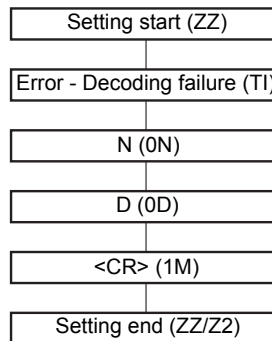 Setting start (ZZ)
Error - Decoding failure (TI)
N (0N)
D (0D)
<CR> (1M)
Setting end (ZZ/Z2)